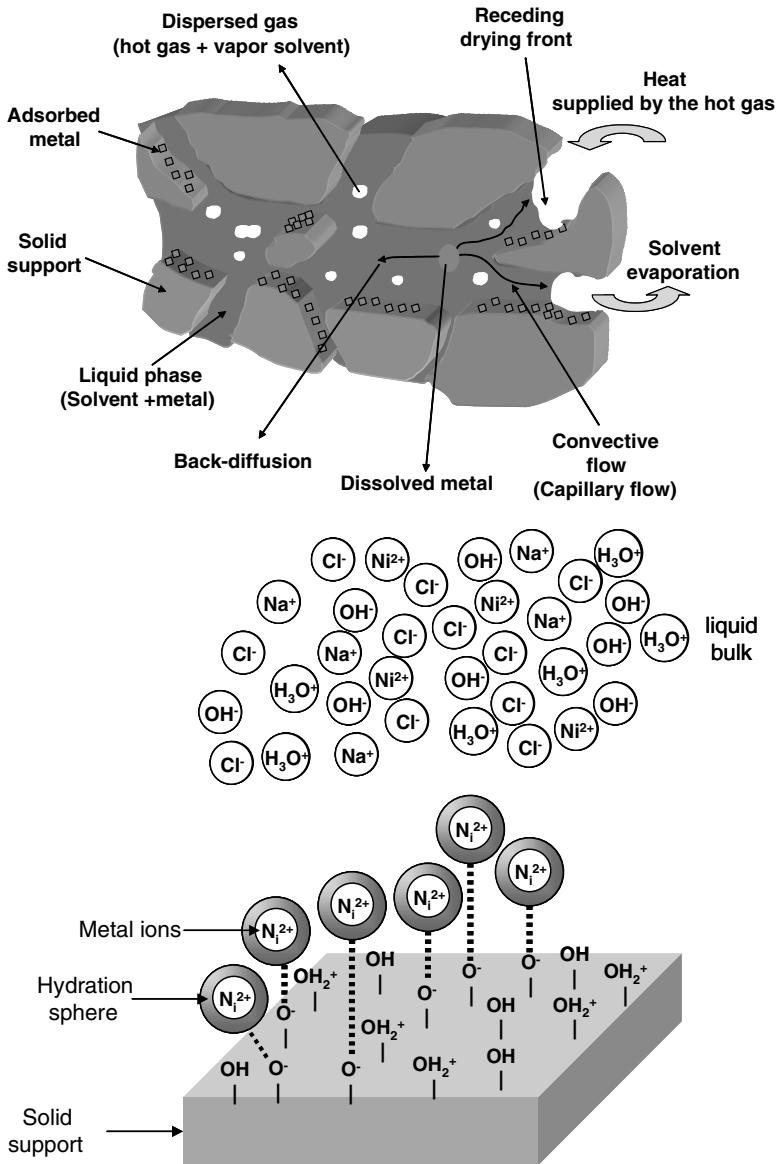 Dispersed gas
(hot gas + vapor solvent)
Receding
drying front
Heat
supplied by the hot gas
Adsorbed
metal
Solid
support
Solvent
evaporation
Liquid phase
(Solvent +metal)
Back-diffusion
Dissolved metal
Convective
flow
(Capillary flow)
Cl- Ni2+ OH- Na+ H3O+
Cl- Cl-
Na+ OH- Ni2+ Na+ OH-
Cl- Cl- H3O+
liquid
bulk
Cl- Na+ Cl- OH-
H3O+ Ni2+ OH- H3O+
OH- OH- Cl- Cl- OH-
H3O+ Ni2+
Cl- H3O+ Na+ Cl-
Ni2+
Ni2+
Ni2+ Ni2+
Metal ions
Ni2+
Hydration
sphere
Ni2+
OH OH
O- O- OH2+ OH2+
O- OH OH2+
O- OH2+
OH
OH O- O- OH2+
Solid
support